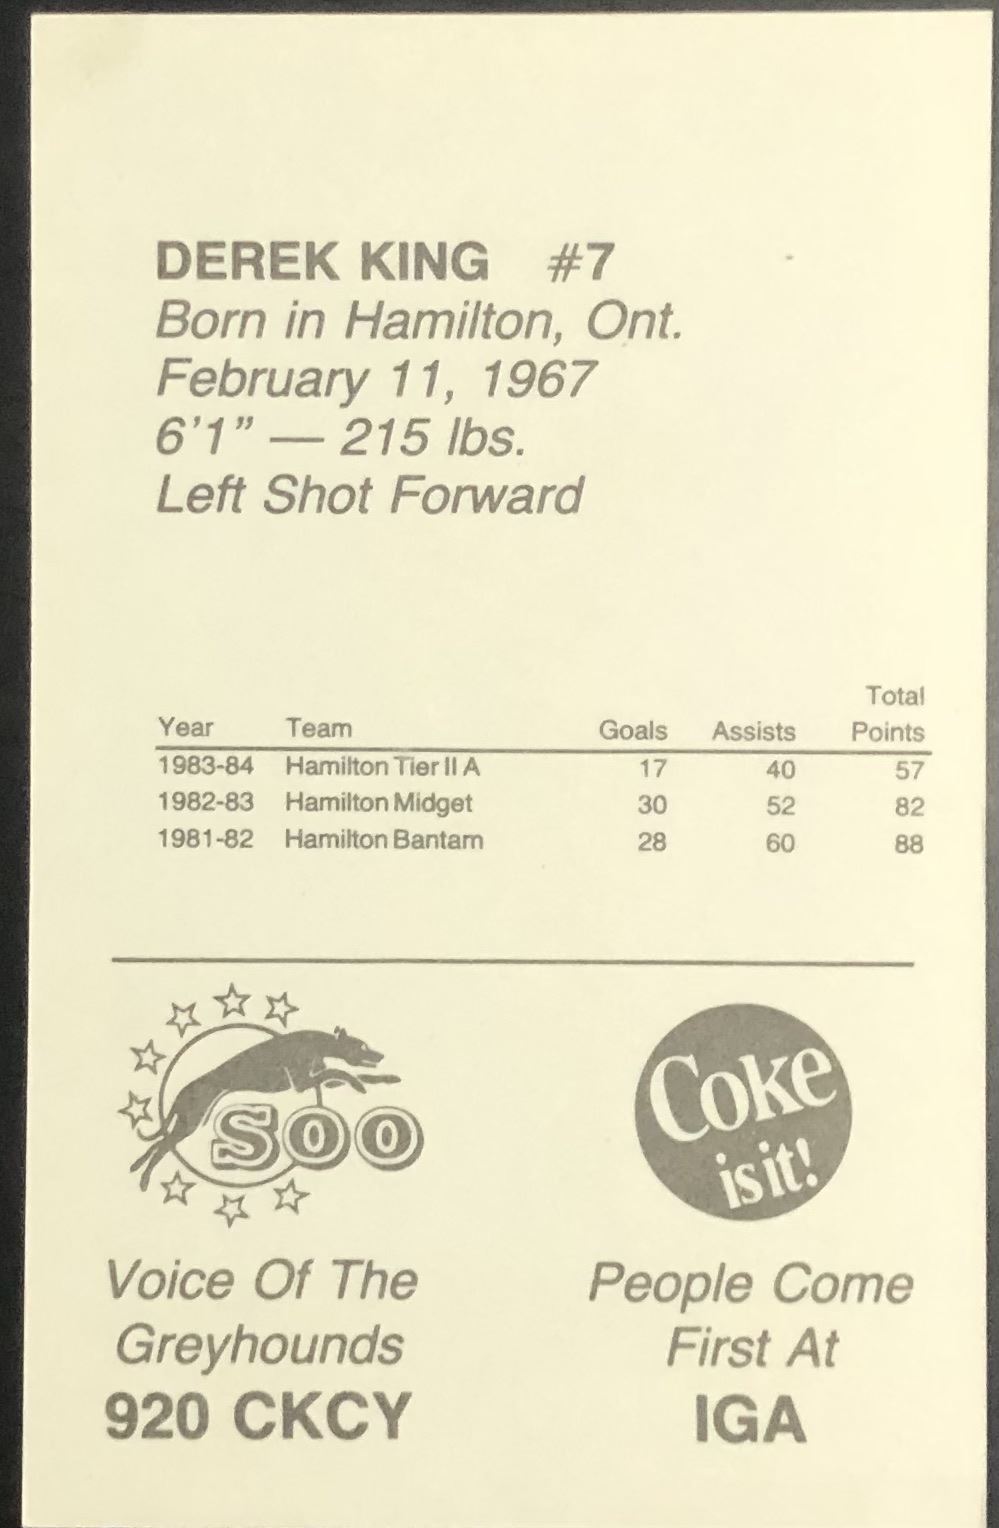 DEREK KING #7
Born in Hamilton, Ont.
February 11, 1967
6'1" — 215 lbs.
Left Shot Forward
Year Team Goals Assists Total Points
1983-84 Hamilton Tier II A 17 40 57
1982-83 Hamilton Midget 30 52 82
1981-82 Hamilton Bantam 28 60 88
SOO
Voice Of The
Greyhounds
920 CKCY
Coke
is it!
People Come
First At
IGA